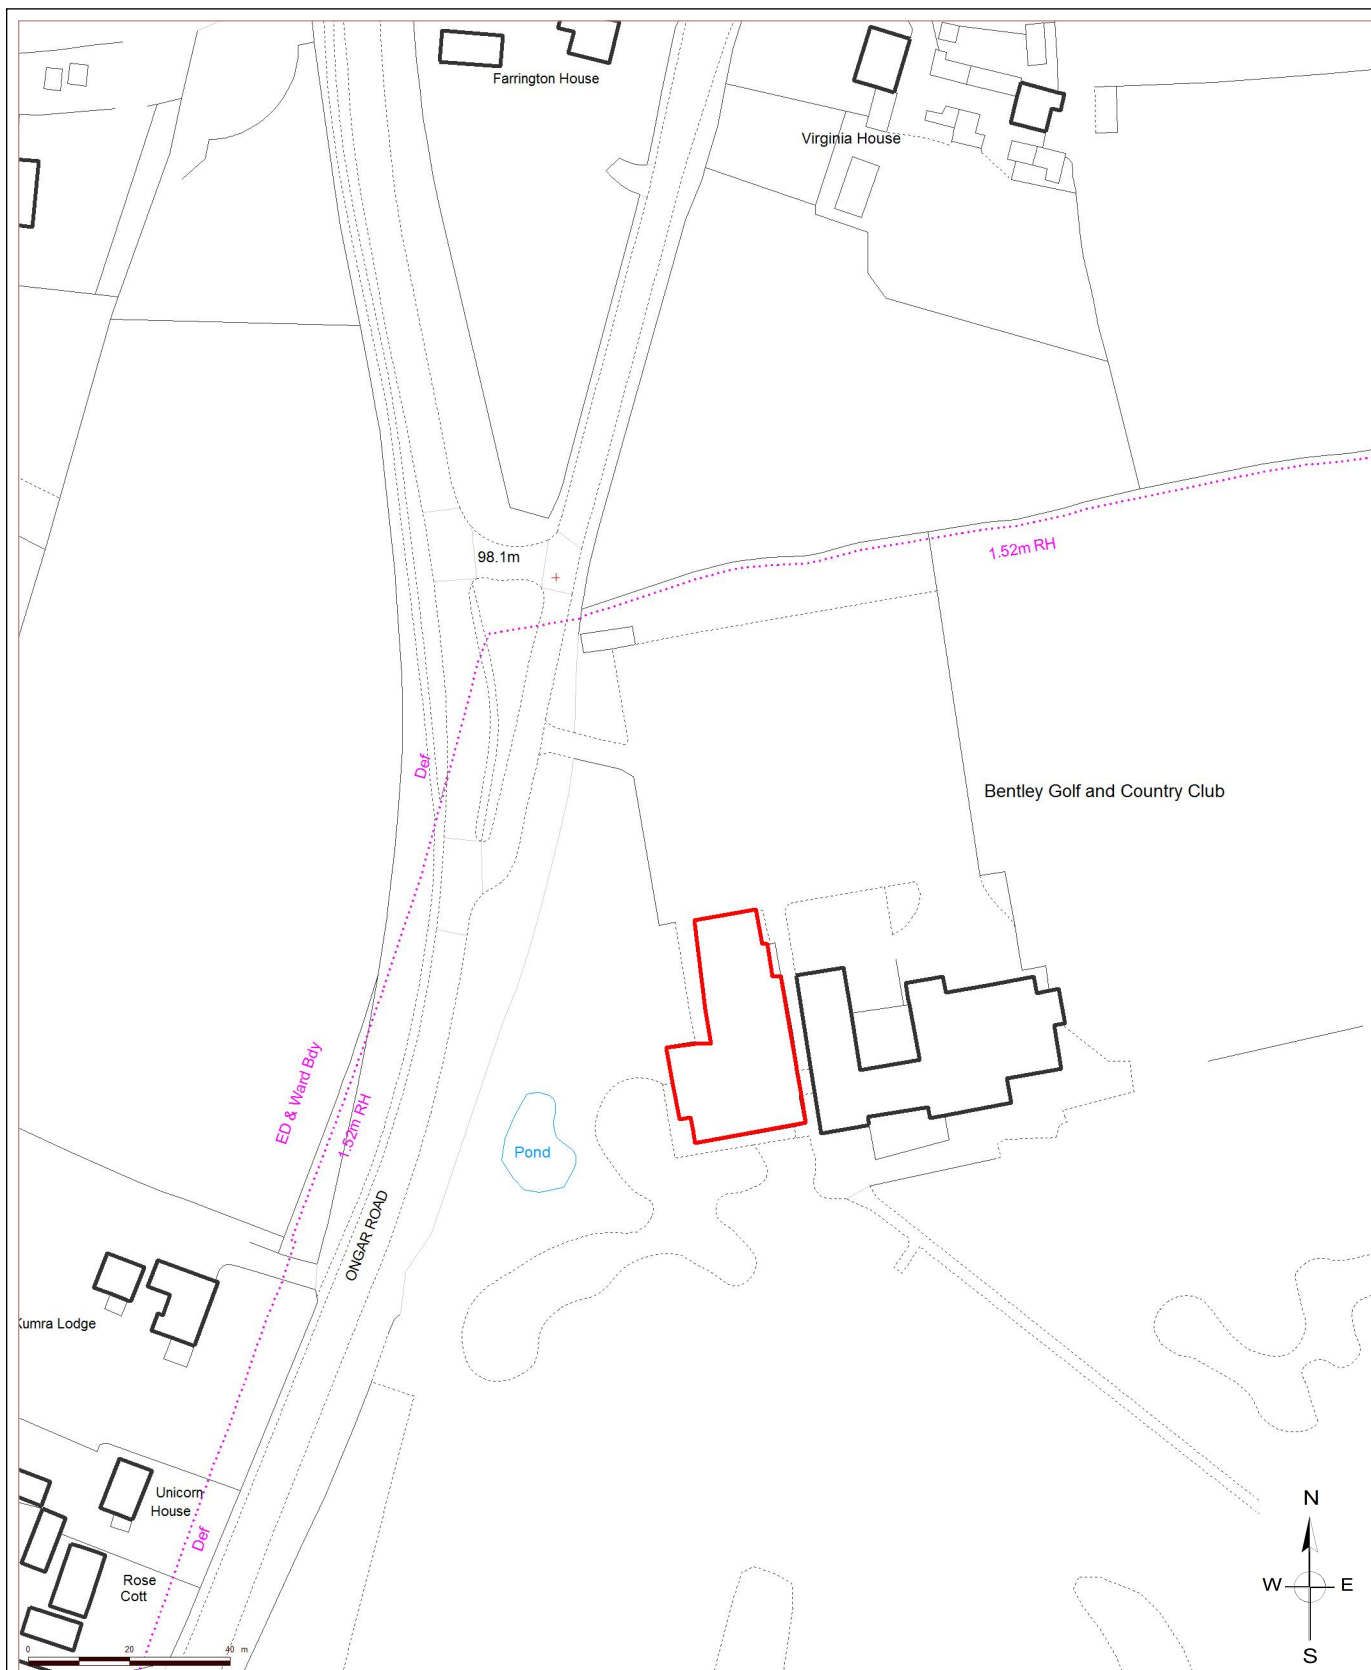 Farrington House
Virginia House
98.1m
1.52m RH
Def
Bentley Golf and Country Club
ED & Ward Bdy
1.52m RH
Pond
ONGAR ROAD
Kumra Lodge
Unicorn
House
Def
Rose
Cott
N
W E
S
0 20 40 m